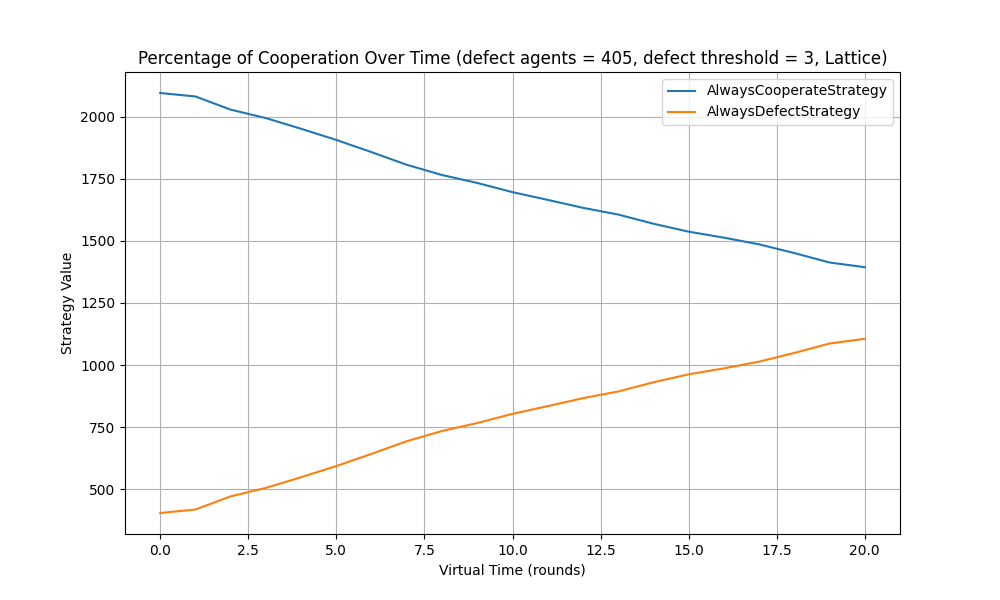 Percentage of Cooperation Over Time (defect agents = 405, defect threshold = 3, Lattice)
AlwaysCooperateStrategy
AlwaysDefectStrategy
2000
1750
1500
1250
1000
750
500
Strategy Value
0.0 2.5 5.0 7.5 10.0 12.5 15.0 17.5 20.0
Virtual Time (rounds)